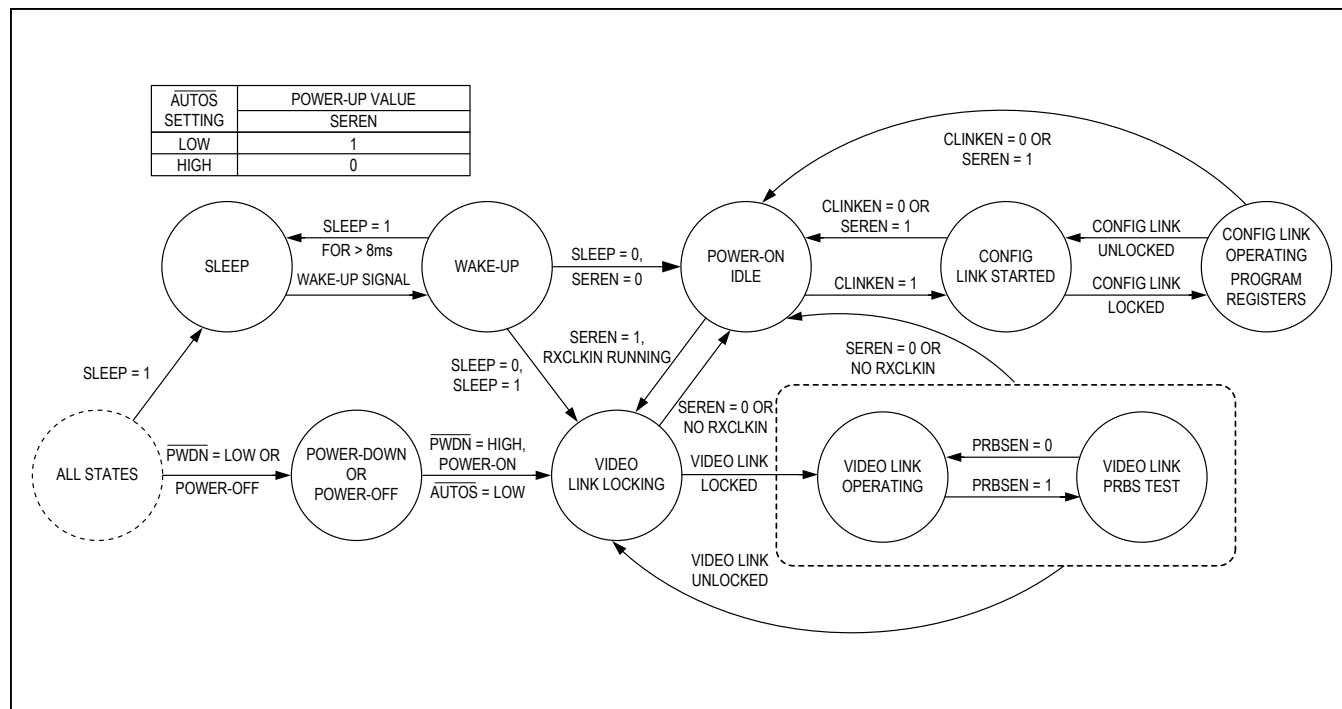 AUTOS
SETTING
POWER-UP VALUE
SEREN
LOW
1
HIGH
0
CLINKEN = 0 OR
SEREN = 1
SLEEP
SLEEP = 1
FOR > 8ms
WAKE-UP SIGNAL
WAKE-UP
SLEEP = 0,
SEREN = 0
POWER-ON
IDLE
CLINKEN = 0 OR
SEREN = 1
CLINKEN = 1
CONFIG
LINK STARTED
CONFIG LINK
UNLOCKED
CONFIG LINK
LOCKED
CONFIG LINK
OPERATING
PROGRAM
REGISTERS
SLEEP = 1
SLEEP = 0,
SLEEP = 1
SEREN = 1,
RXCLKIN RUNNING
SEREN = 0 OR
NO RXCLKIN
SEREN = 0 OR
NO RXCLKIN
ALL STATES
PWDN = LOW OR
POWER-OFF
POWER-DOWN
OR
POWER-OFF
PWDN = HIGH,
POWER-ON
AUTOS = LOW
VIDEO
LINK LOCKING
VIDEO LINK
LOCKED
VIDEO LINK
OPERATING
PRBSEN = 0
PRBSEN = 1
VIDEO LINK
PRBS TEST
VIDEO LINK
UNLOCKED